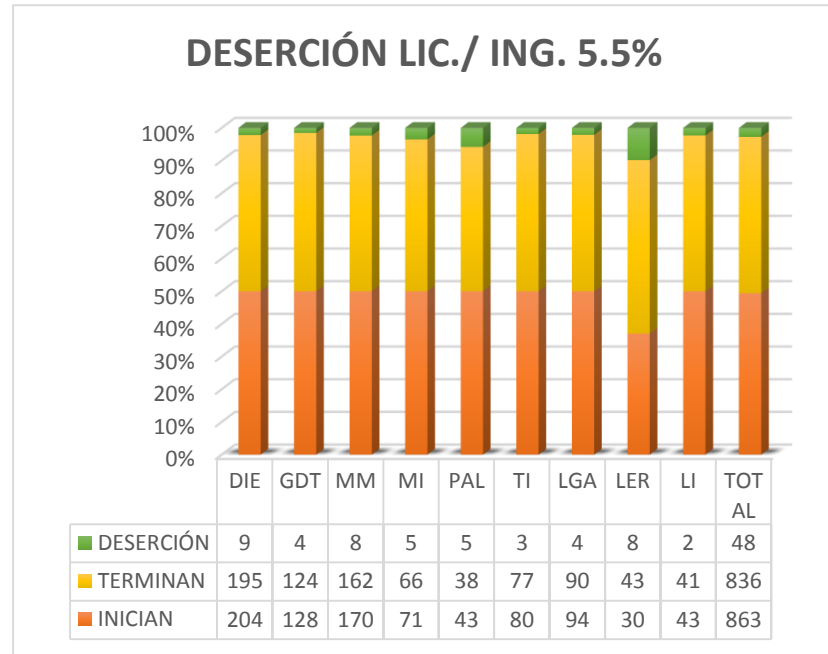 DESERCIÓN LIC./ ING. 5.5%
100%
90%
80%
70%
60%
50%
40%
30%
20%
10%
0%
DIE GDT MM MI PAL TI LGA LER LI TOT
AL
DESERCIÓN 9 4 8 5 5 3 4 8 2 48
TERMINAN 195 124 162 66 38 77 90 43 41 836
INICIAN 204 128 170 71 43 80 94 30 43 863